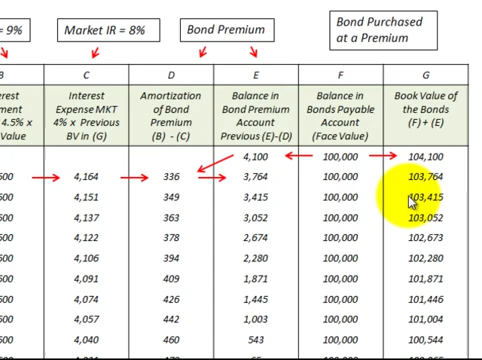 = 9%
Market IR = 8%
Bond Premium
Bond Purchased
at a Premium
B C D E F G
Interest Amortization Balance in Balance in Book Value of
Expense MKT of Bond Bond Premium Bonds Payable the Bonds
4.5% x 4% x Previous Premium Account Account (F) + (E)
Value BV in (G) (B) - (C) Previous (E)-(D) (Face Value)
4,100 100,000 104,100
500 4,164 336 3,764 100,000 103,764
500 4,151 349 3,415 100,000 103,415
500 4,137 363 3,052 100,000 103,052
500 4,122 378 2,674 100,000 102,673
500 4,106 394 2,280 100,000 102,280
500 4,091 409 1,871 100,000 101,871
500 4,074 426 1,445 100,000 101,446
500 4,057 442 1,003 100,000 101,004
500 4,040 460 543 100,000 100,544